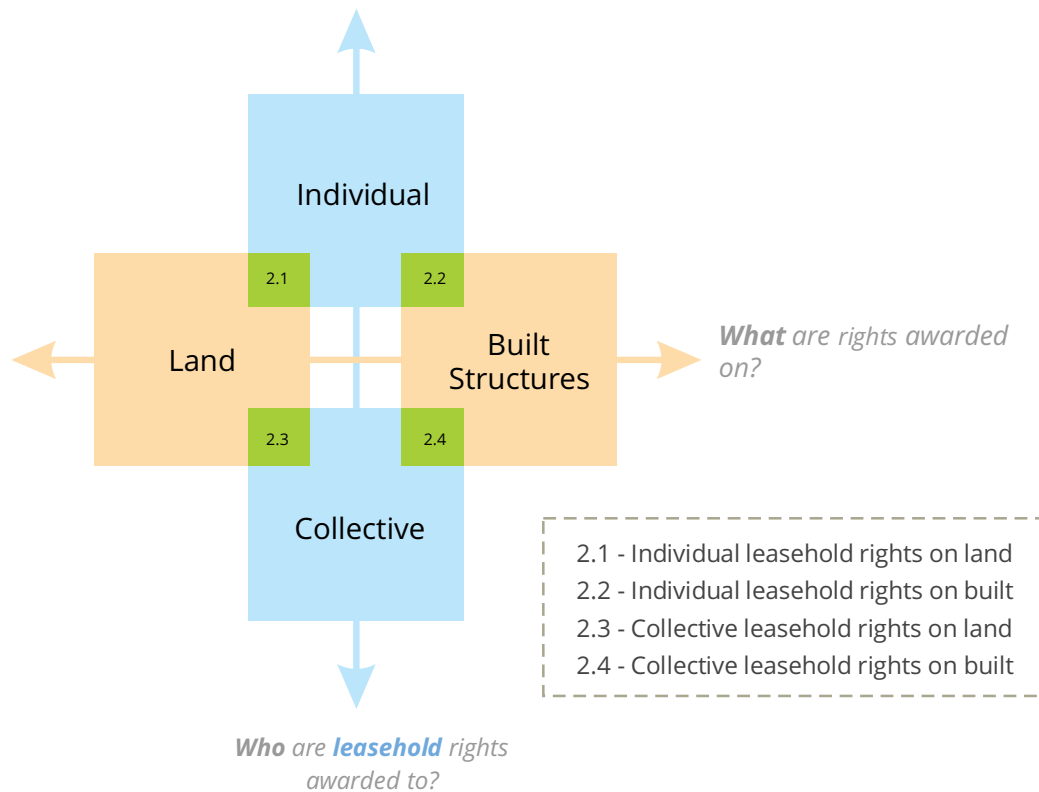 Individual
2.1
2.2
Land
Built
Structures
What are rights awarded
on?
2.3
2.4
Collective
2.1 - Individual leasehold rights on land
2.2 - Individual leasehold rights on built
2.3 - Collective leasehold rights on land
2.4 - Collective leasehold rights on built
Who are leasehold rights
awarded to?